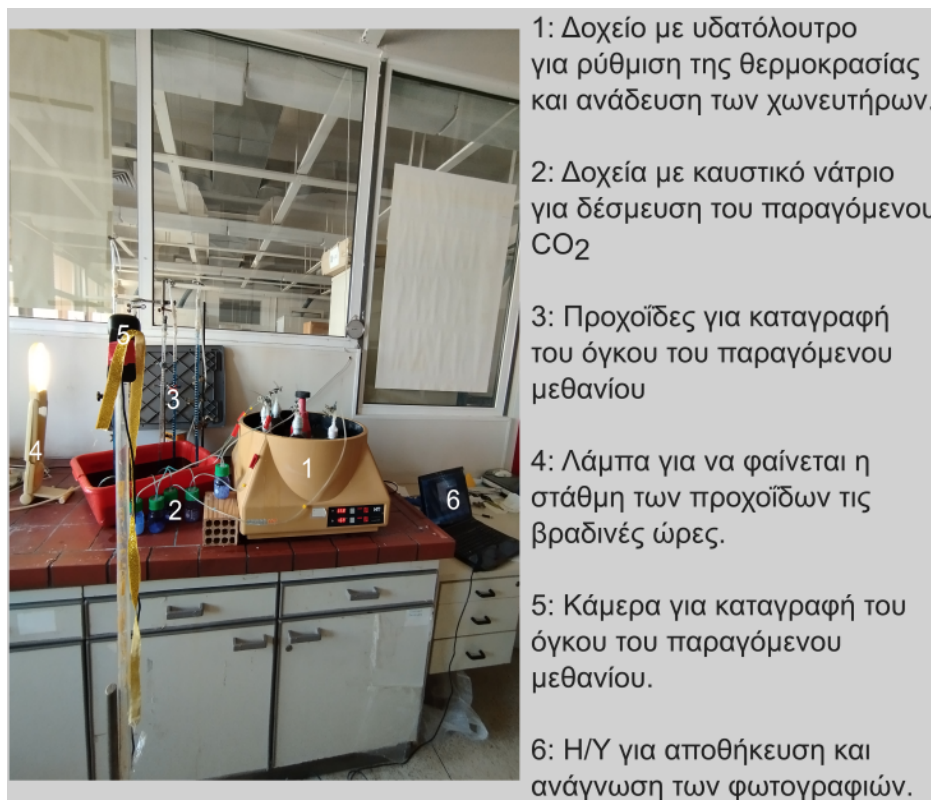 1: Δοχείο με υδατόλουτρο
για ρύθμιση της θερμοκρασίας
και ανάδευση των χωνευτήρων.
2: Δοχεία με καυστικό νάτριο
για δέσμευση του παραγόμενου
CO2
3: Προχοΐδες για καταγραφή
του όγκου του παραγόμενου
μεθανίου
4: Λάμπα για να φαίνεται η
στάθμη των προχοΐδων τις
βραδινές ώρες.
5: Κάμερα για καταγραφή του
όγκου του παραγόμενου
μεθανίου.
6: Η/Υ για αποθήκευση και
ανάγνωση των φωτογραφιών.
5
3
4
1
6
2